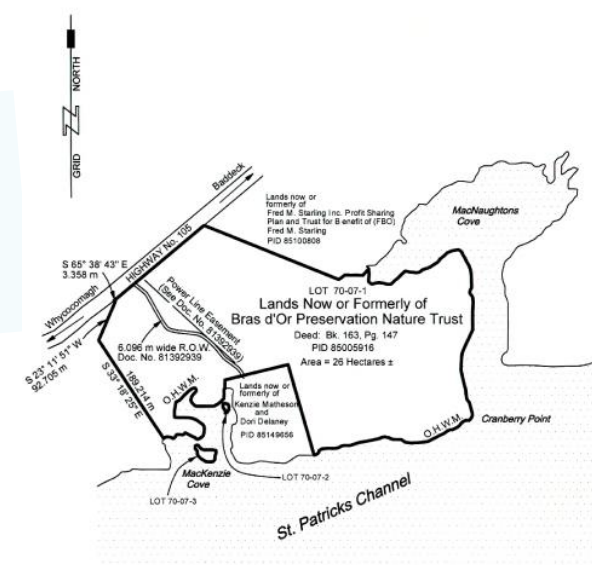 GRID NORTH
Baddeck
HIGHWAY No. 105
Whycocomagh
S 65° 38' 43" E
3.358 m
S 23° 11' 51" W
92.705 m
189.214 m
S 33° 18' 25" E
Lands now or
formerly of
Fred M. Starling Inc. Profit Sharing
Plan and Trust for Benefit of (FBO)
Fred M. Starling
PID 85100808
MacNaughtons
Cove
Power Line Easement
(See Doc. No. 81392939)
6.096 m wide R.O.W.
Doc. No. 81392939
LOT 70-07-1
Lands Now or Formerly of
Bras d'Or Preservation Nature Trust
Deed: Bk. 163, Pg. 147
PID 85005916
Area = 26 Hectares ±
O.H.W.M.
Lands now or
formerly of
Kenzie Matheson
and
Dori Delaney
PID 85149656
O.H.W.M
Cranberry Point
MacKenzie
Cove
LOT 70-07-2
LOT 70-07-3
St. Patricks Channel